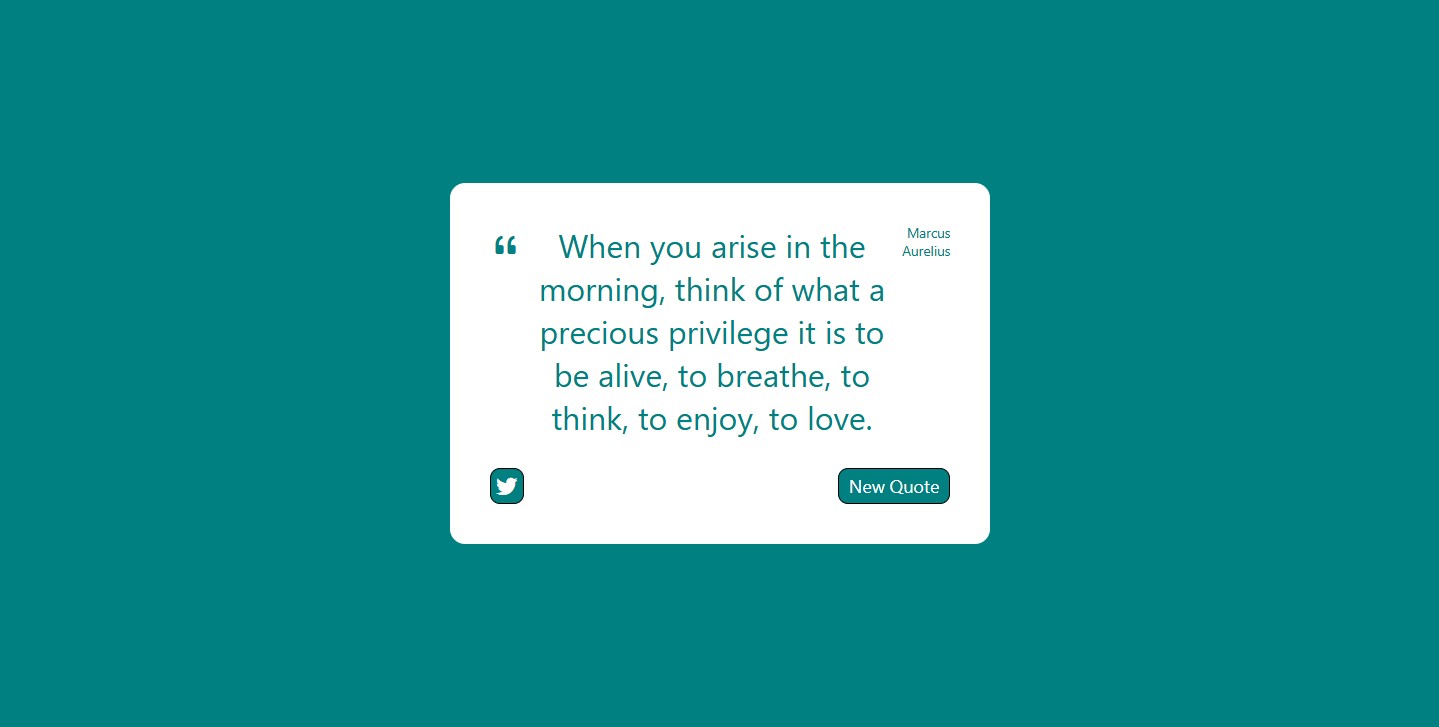 “
When you arise in the
morning, think of what a
precious privilege it is to
be alive, to breathe, to
think, to enjoy, to love.
Marcus
Aurelius
New Quote